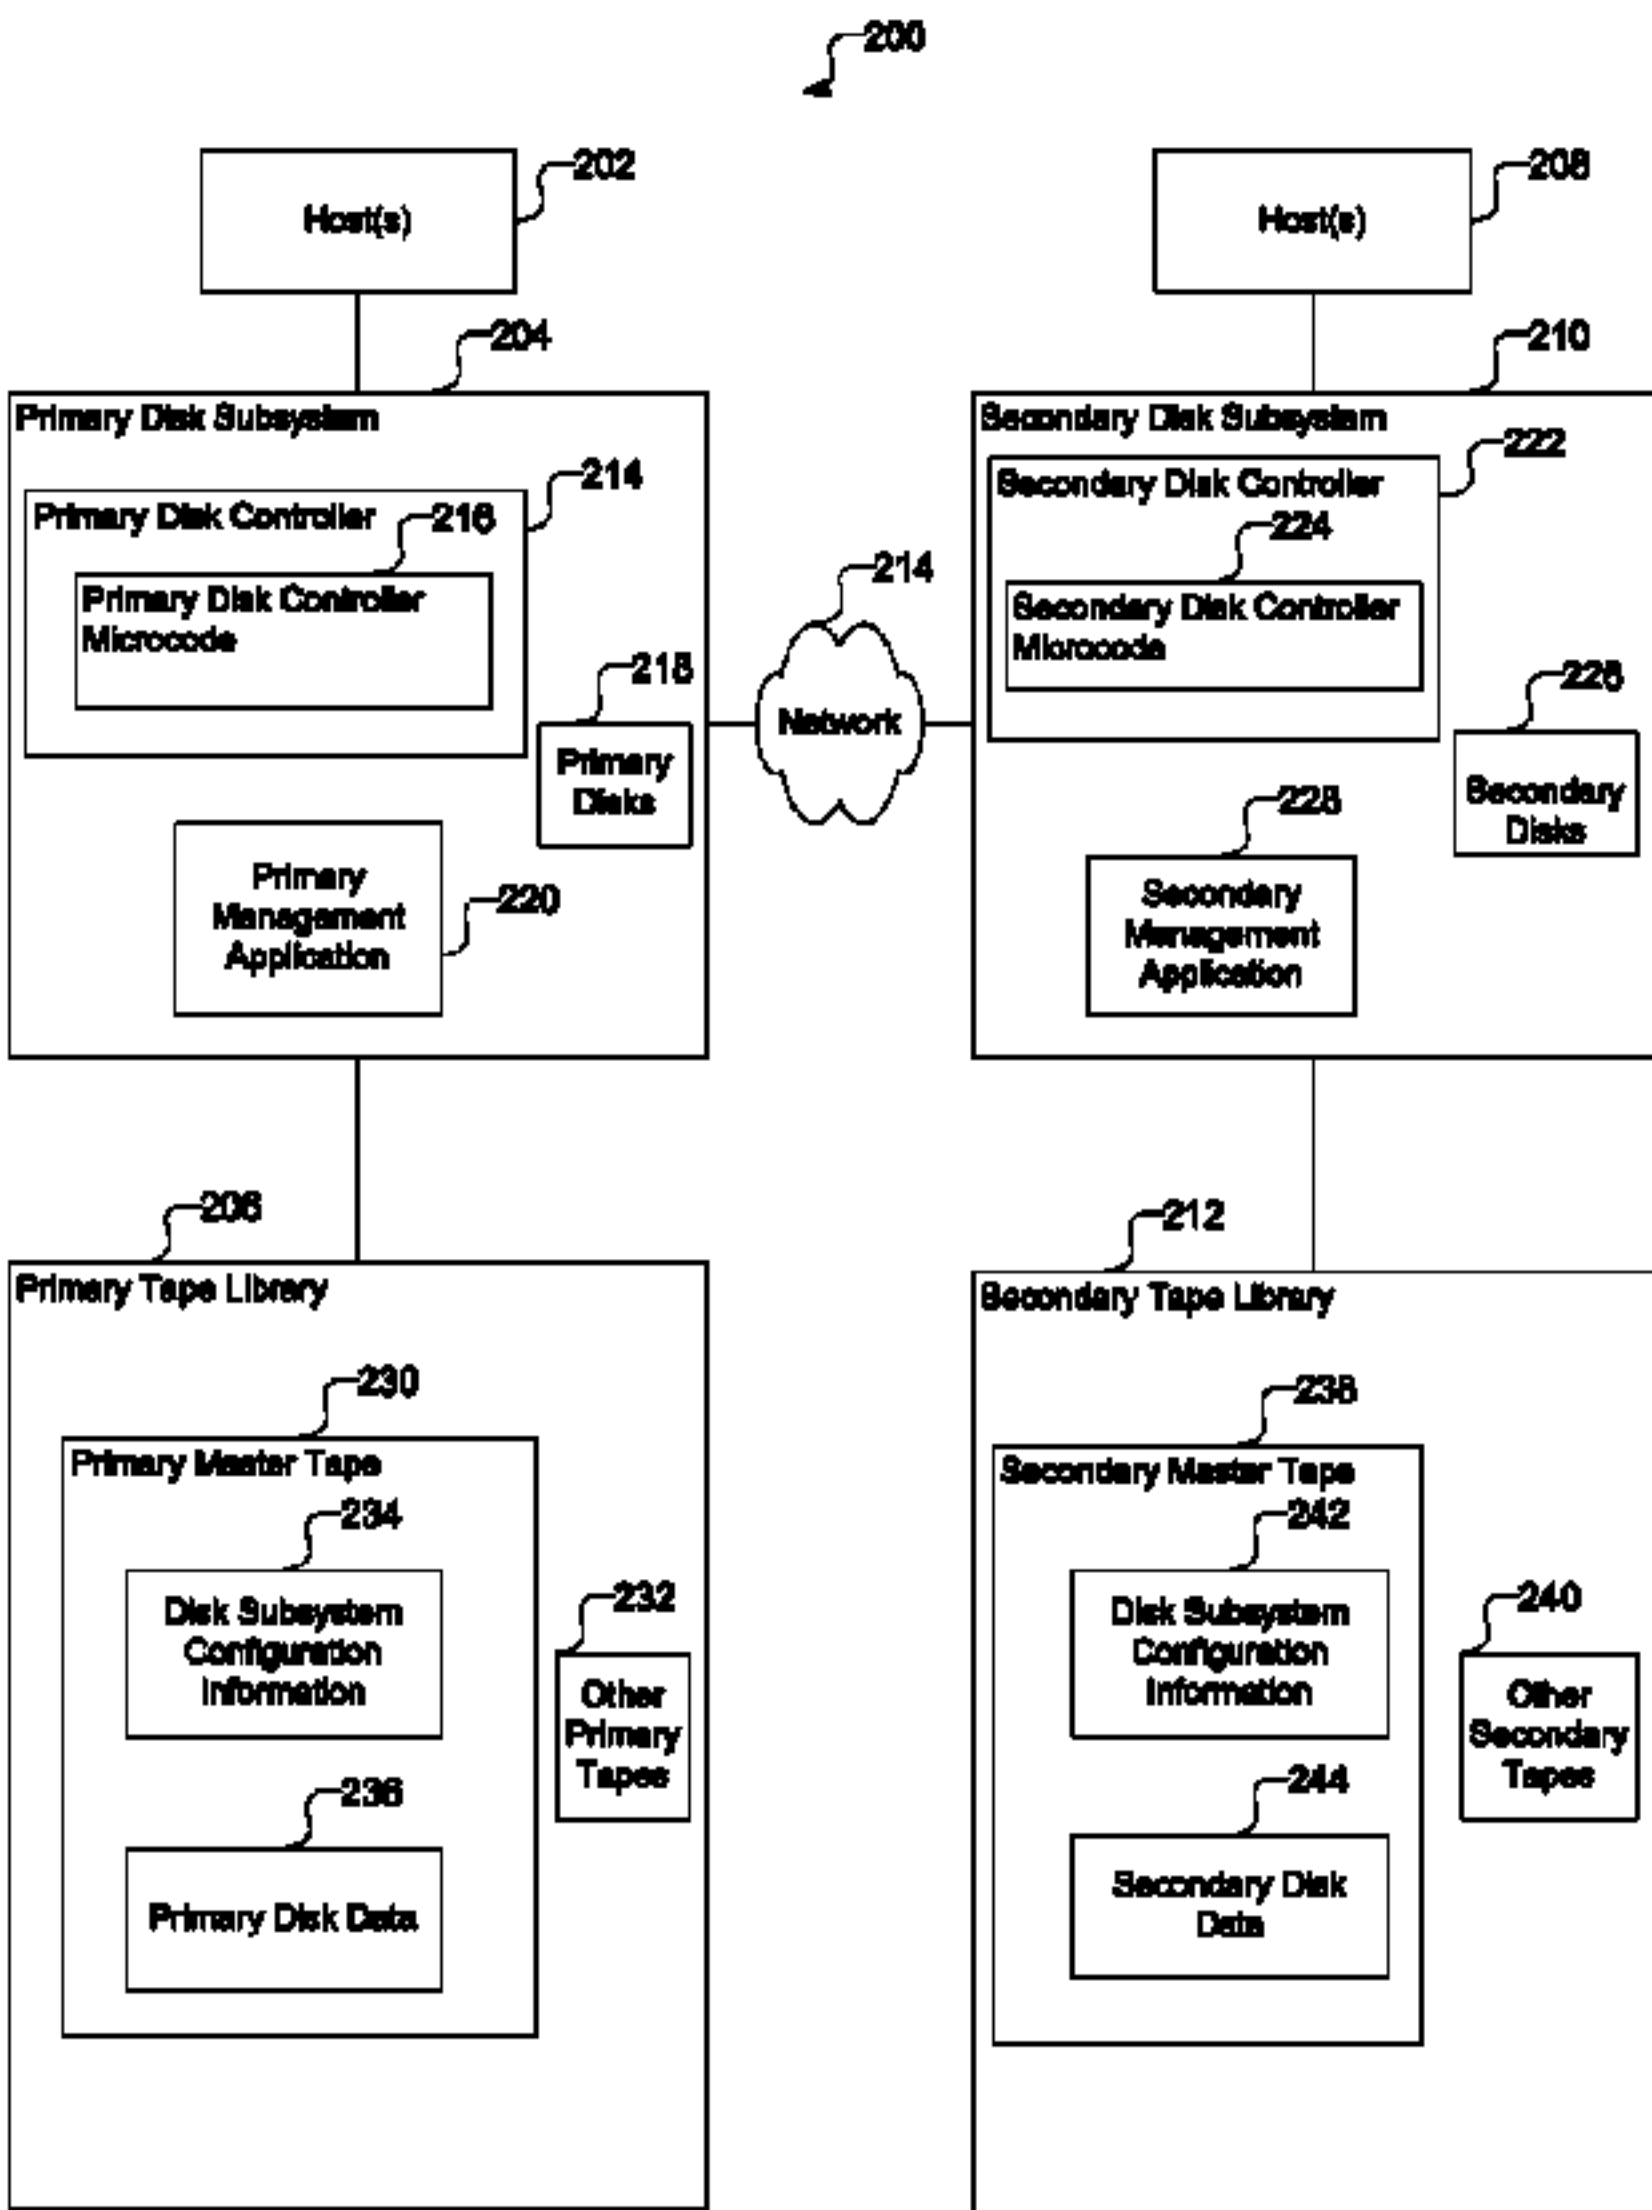 200
202
Host(s)
208
Host(s)
204
Primary Disk Subsystem
214
Primary Disk Controller
216
Primary Disk Controller
Microcode
218
Primary
Disks
Primary
Management
Application
220
214
Network
210
Secondary Disk Subsystem
222
Secondary Disk Controller
224
Secondary Disk Controller
Microcode
226
Secondary
Disks
228
Secondary
Management
Application
206
Primary Tape Library
230
Primary Master Tape
234
Disk Subsystem
Configuration
Information
232
Other
Primary
Tapes
236
Primary Disk Data
212
Secondary Tape Library
238
Secondary Master Tape
242
Disk Subsystem
Configuration
Information
240
Other
Secondary
Tapes
244
Secondary Disk
Data